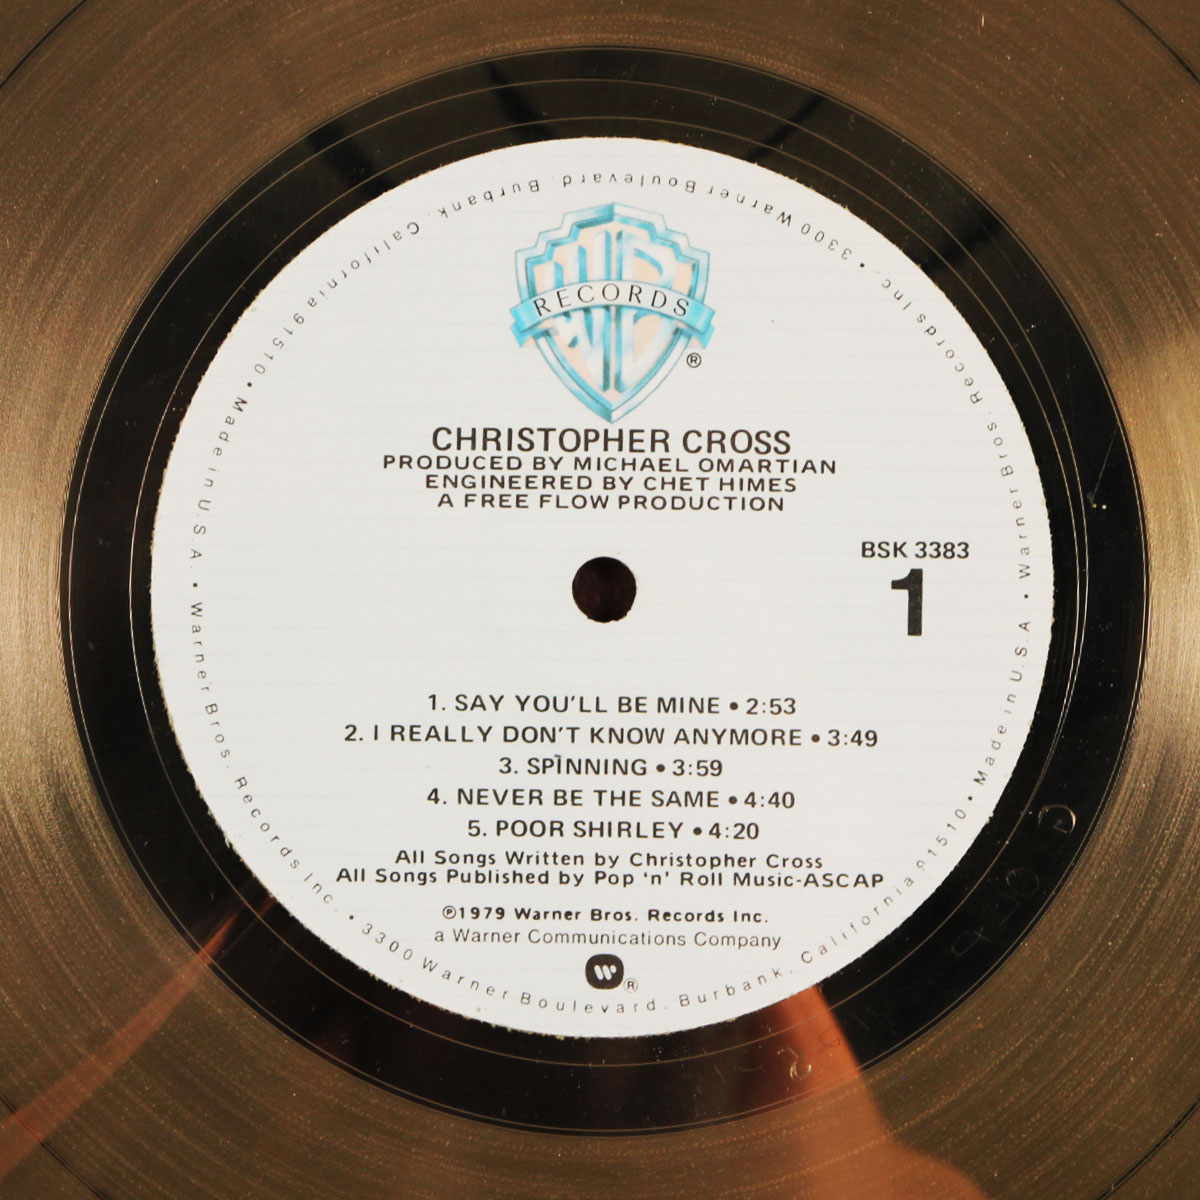 RECORDS
®
CHRISTOPHER CROSS
PRODUCED BY MICHAEL OMARTIAN
ENGINEERED BY CHET HIMES
A FREE FLOW PRODUCTION
BSK 3383
1
1. SAY YOU'LL BE MINE • 2:53
2. I REALLY DON'T KNOW ANYMORE • 3:49
3. SPINNING • 3:59
4. NEVER BE THE SAME • 4:40
5. POOR SHIRLEY • 4:20
All Songs Written by Christopher Cross
All Songs Published by Pop 'n' Roll Music-ASCAP
℗1979 Warner Bros. Records Inc.
a Warner Communications Company
®
Warner Bros. Records Inc. • 3300 Warner Boulevard. Burbank. California 91510 • Made in U.S.A. • Warner Bros. Records Inc. • 3300 Warner Boulevard. Burbank. California 91510 • Made in U.S.A. •